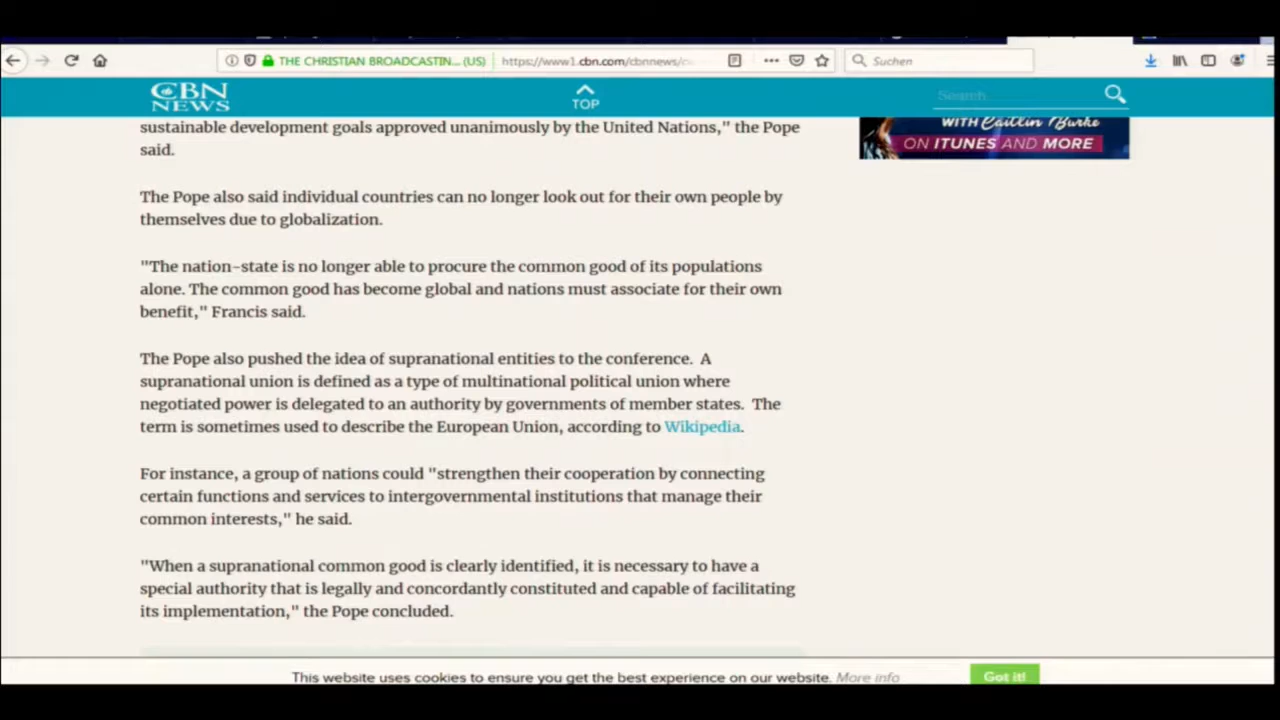 THE CHRISTIAN BROADCASTIN... (US)
https://www1.cbn.com/cbnnews/
Suchen
CBN
NEWS
TOP
Search
WITH Caitlin Burke
ON ITUNES AND MORE
sustainable development goals approved unanimously by the United Nations," the Pope
said.
The Pope also said individual countries can no longer look out for their own people by
themselves due to globalization.
"The nation-state is no longer able to procure the common good of its populations
alone. The common good has become global and nations must associate for their own
benefit," Francis said.
The Pope also pushed the idea of supranational entities to the conference.  A
supranational union is defined as a type of multinational political union where
negotiated power is delegated to an authority by governments of member states.  The
term is sometimes used to describe the European Union, according to Wikipedia.
For instance, a group of nations could "strengthen their cooperation by connecting
certain functions and services to intergovernmental institutions that manage their
common interests," he said.
"When a supranational common good is clearly identified, it is necessary to have a
special authority that is legally and concordantly constituted and capable of facilitating
its implementation," the Pope concluded.
This website uses cookies to ensure you get the best experience on our website. More info
Got it!